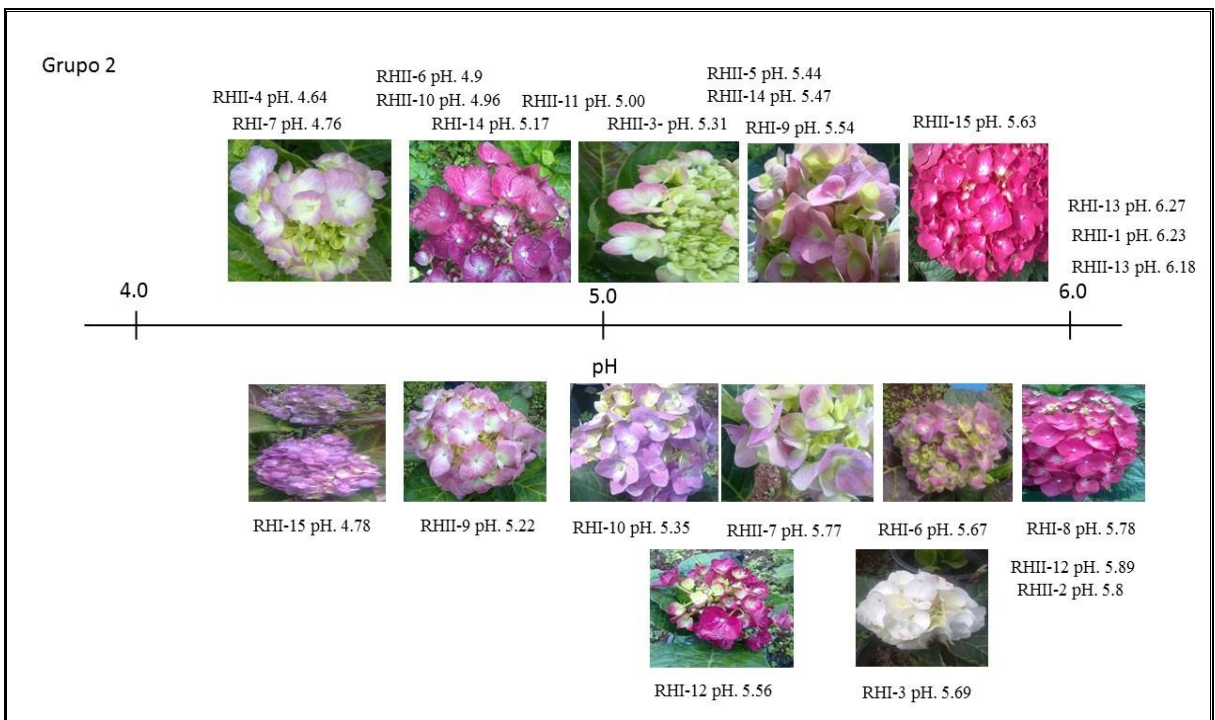 Grupo 2
RHII-4 pH. 4.64
RHI-7 pH. 4.76
RHII-6 pH. 4.9
RHII-10 pH. 4.96
RHI-14 pH. 5.17
RHII-11 pH. 5.00
RHII-3- pH. 5.31
RHII-5 pH. 5.44
RHII-14 pH. 5.47
RHI-9 pH. 5.54
RHII-15 pH. 5.63
RHI-13 pH. 6.27
RHII-1 pH. 6.23
RHII-13 pH. 6.18
4.0
5.0
6.0
pH
RHI-15 pH. 4.78
RHII-9 pH. 5.22
RHI-10 pH. 5.35
RHII-7 pH. 5.77
RHI-6 pH. 5.67
RHI-8 pH. 5.78
RHII-12 pH. 5.89
RHII-2 pH. 5.8
RHI-12 pH. 5.56
RHI-3 pH. 5.69